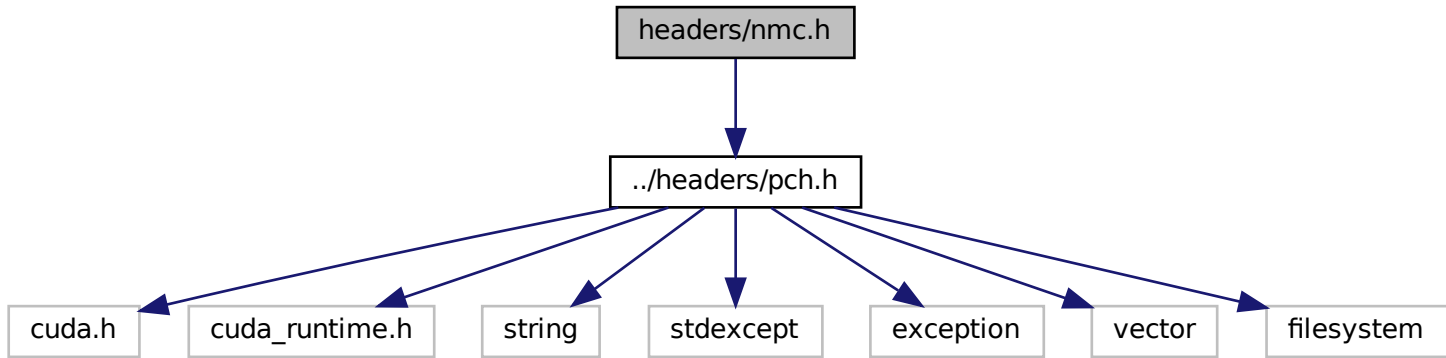 headers/nmc.h
../headers/pch.h
cuda.h
cuda_runtime.h
string
stdexcept
exception
vector
filesystem